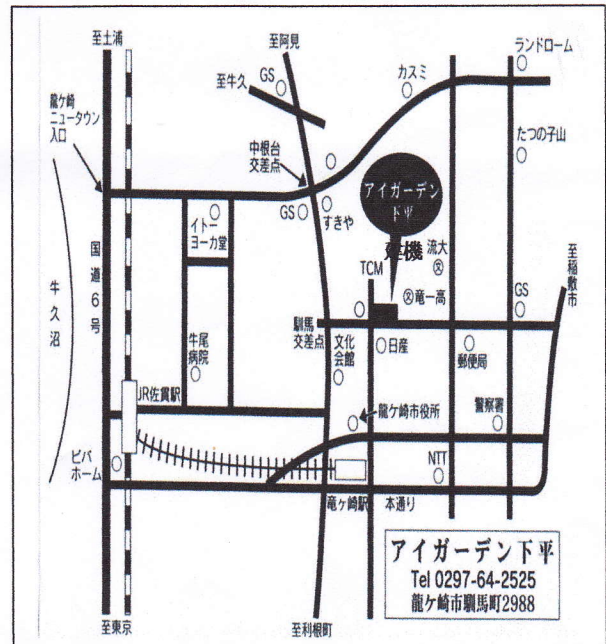 至土浦
至阿見
ランドローム
GS
カスミ
至牛久
龍ケ崎
ニュータウン
入口
たつの子山
中根台
交差点
アイガーデン
下平
GS
すきや
イトー
ヨーカ堂
建機
流大
TCM
文
至稲敷市
国道6号
文竜一高
GS
牛久沼
馴馬
交差点
文化
会館
日産
郵便局
牛尾
病院
JR佐貫駅
龍ケ崎市役所
警察署
ビバ
ホーム
NTT
竜ヶ崎駅
本通り
アイガーデン下平
Tel 0297-64-2525
龍ケ崎市馴馬町2988
至東京
至利根町